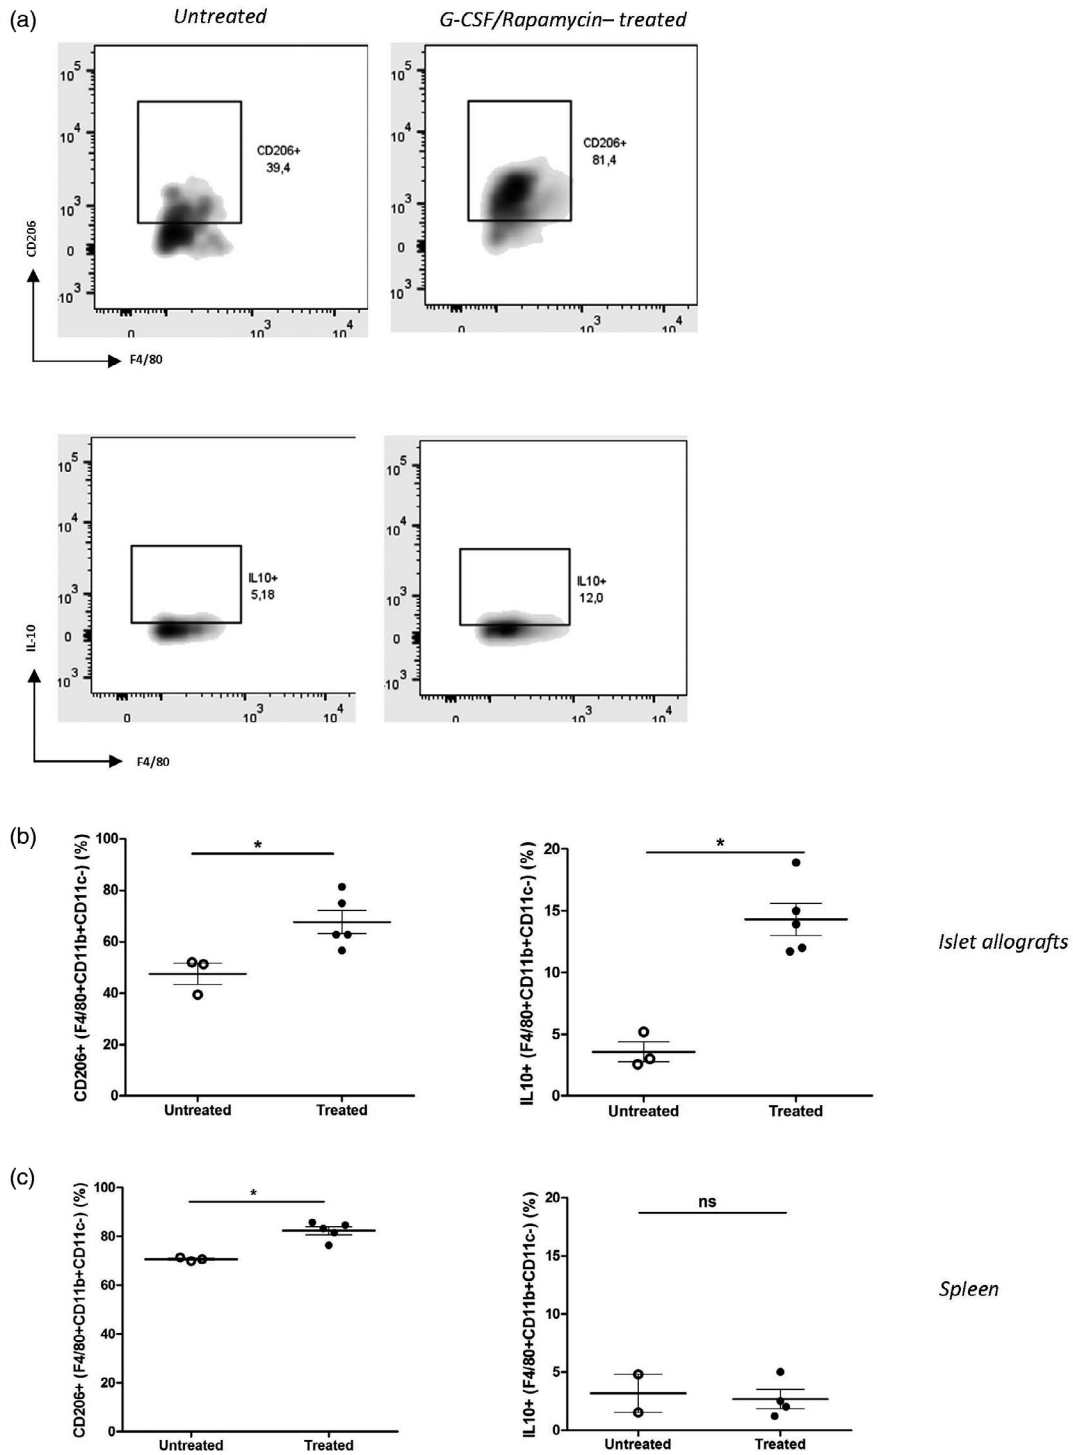 (a)
Untreated
G-CSF/Rapamycin– treated
10^5
10^4
10^3
0
-10^3
CD206+
39,4
0
10^3
10^4
10^5
10^4
10^3
0
-10^3
CD206+
81,4
0
10^3
10^4
CD206
F4/80
10^5
10^4
10^3
0
-10^3
IL10+
5,18
0
10^3
10^4
10^5
10^4
10^3
0
-10^3
IL10+
12,0
0
10^3
10^4
IL-10
F4/80
(b)
CD206+ (F4/80+CD11b+CD11c-) (%)
100
80
60
40
20
0
*
Untreated
Treated
IL10+ (F4/80+CD11b+CD11c-) (%)
20
15
10
5
0
*
Untreated
Treated
Islet allografts
(c)
CD206+ (F4/80+CD11b+CD11c-) (%)
100
80
60
40
20
0
*
Untreated
Treated
IL10+ (F4/80+CD11b+CD11c-) (%)
20
15
10
5
0
ns
Untreated
Treated
Spleen